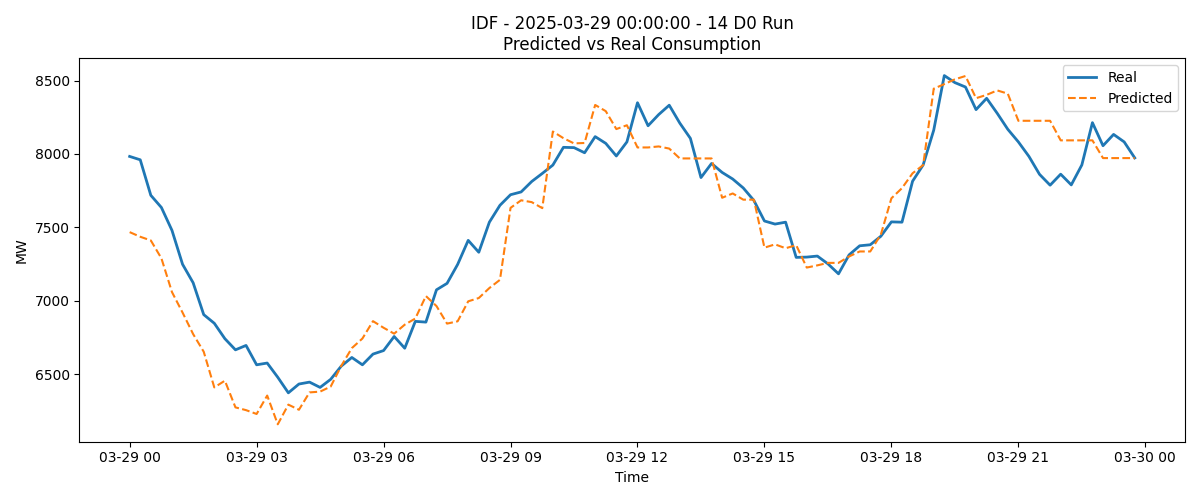 IDF - 2025-03-29 00:00:00 - 14 D0 Run
Predicted vs Real Consumption
Real
Predicted
MW
8500
8000
7500
7000
6500
03-29 00
03-29 03
03-29 06
03-29 09
03-29 12
03-29 15
03-29 18
03-29 21
03-30 00
Time